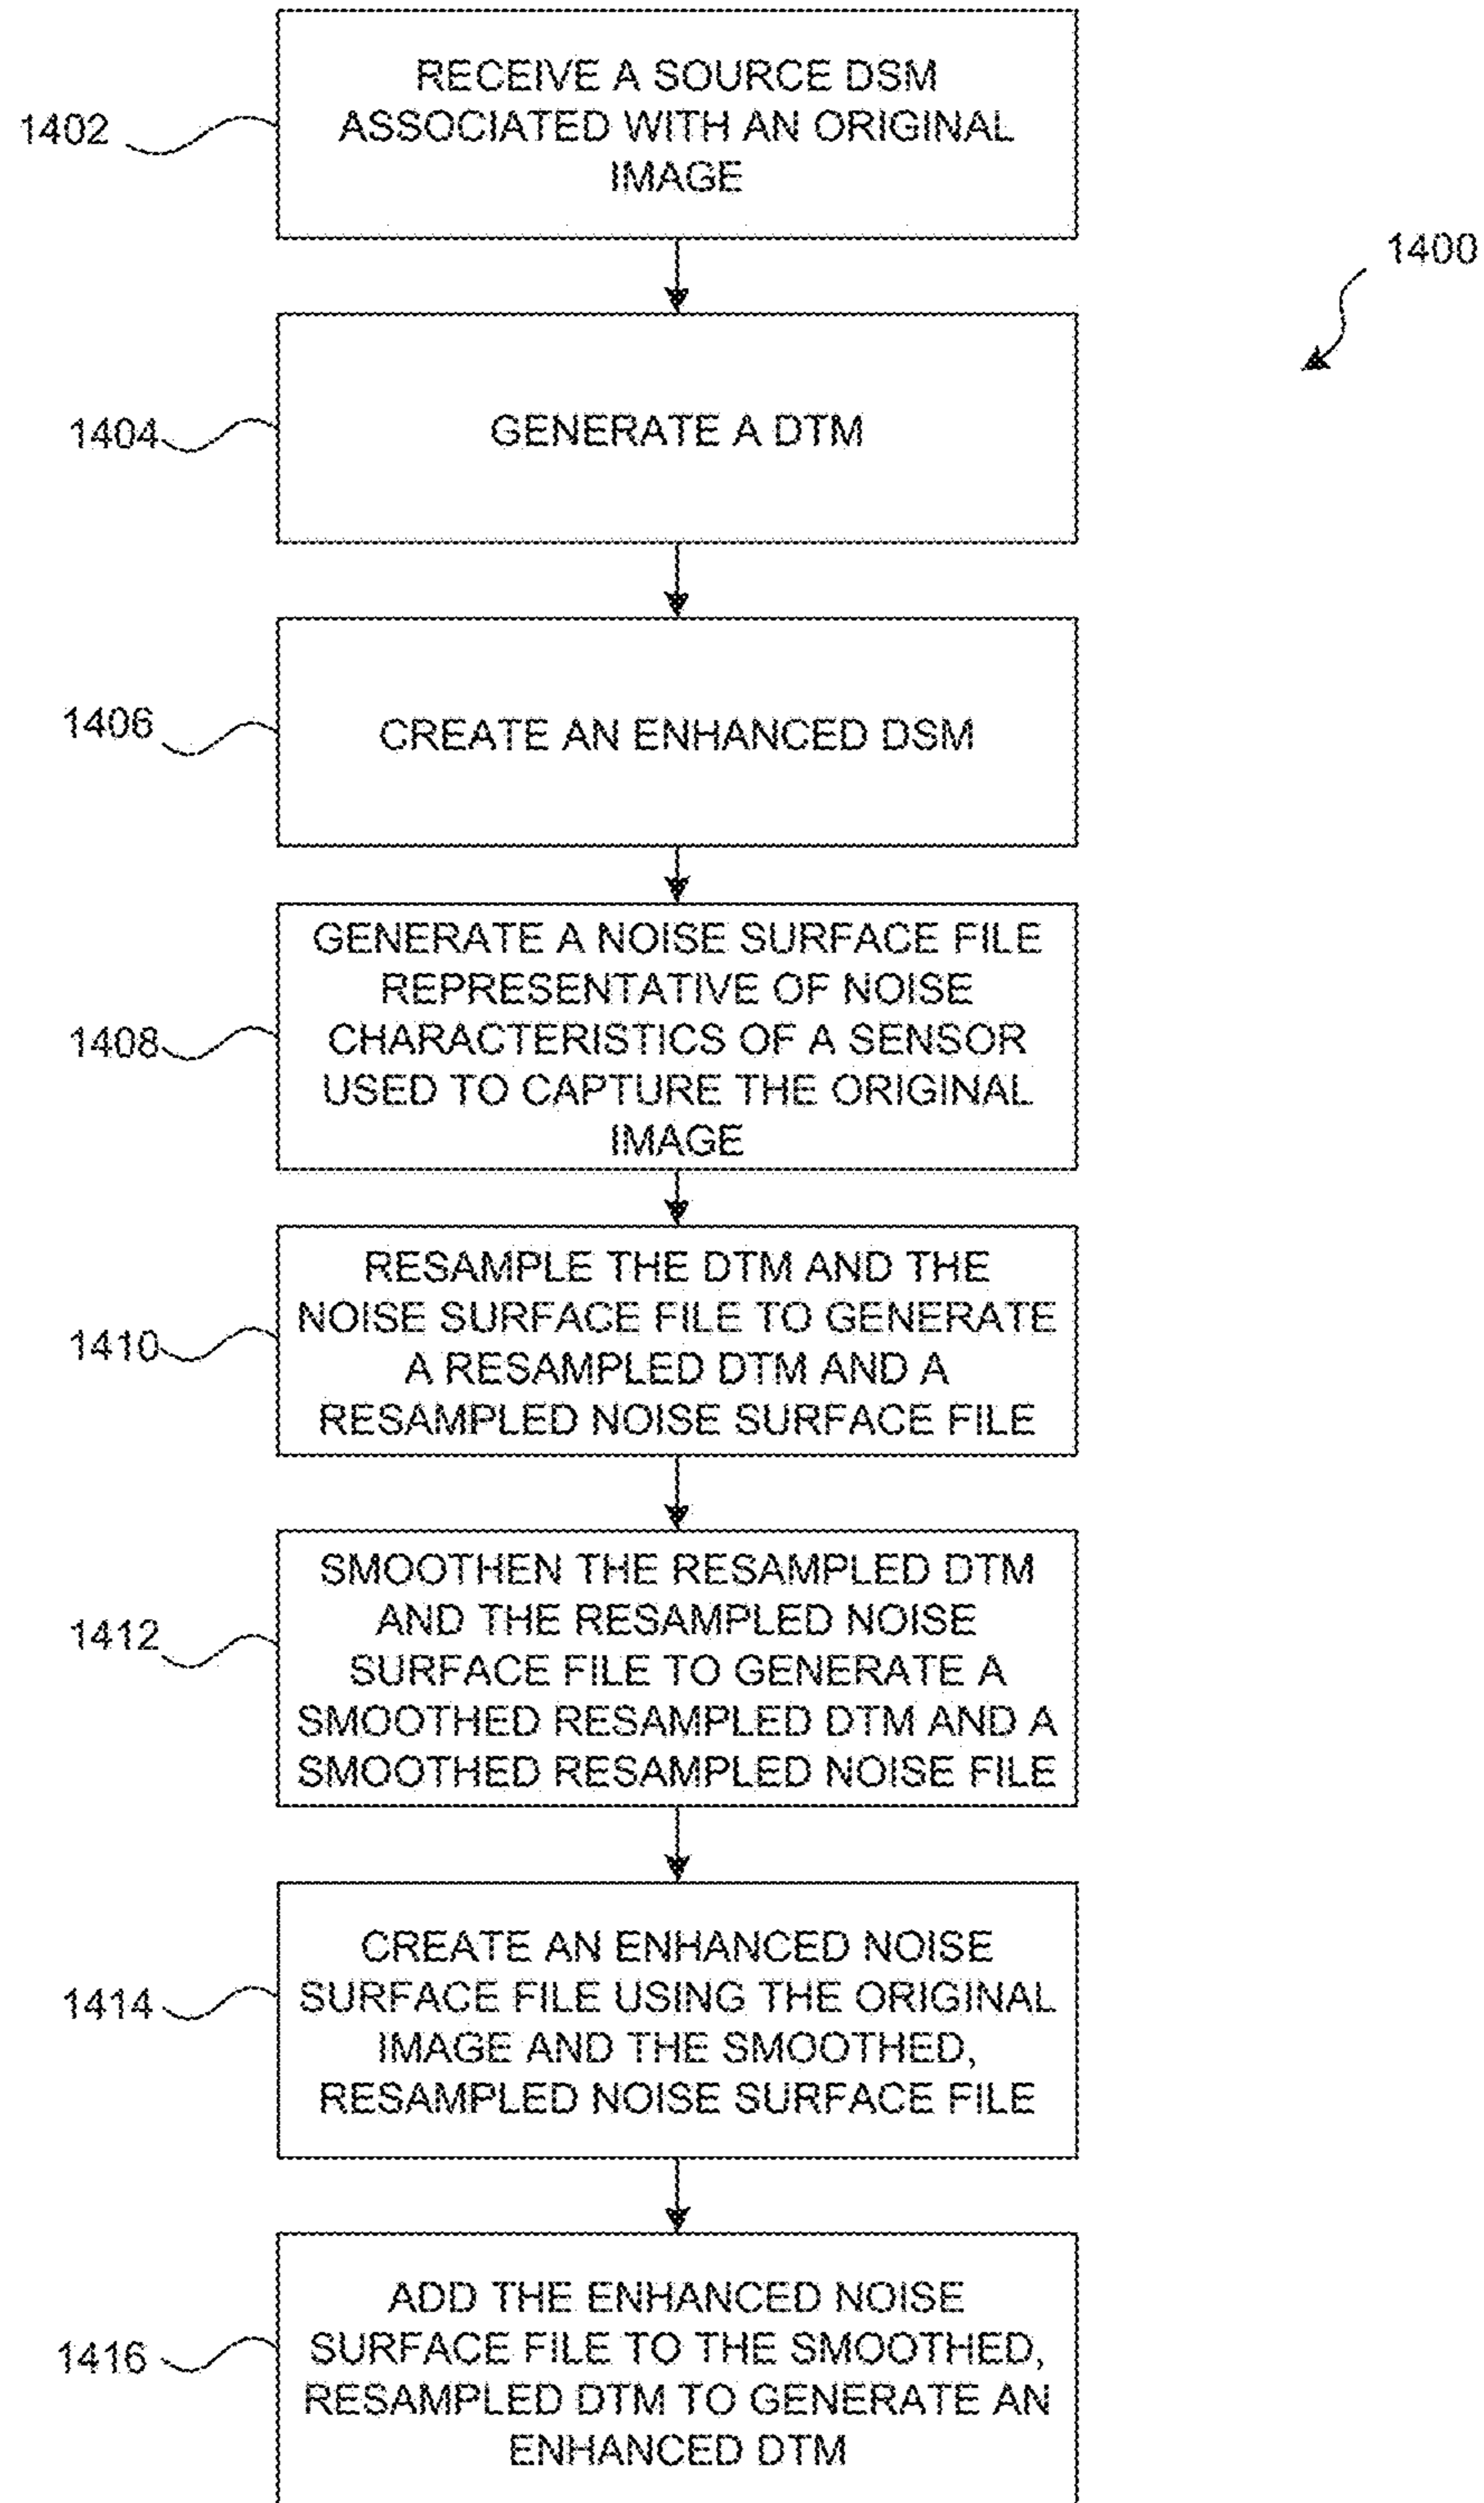 1402
RECEIVE A SOURCE DSM
ASSOCIATED WITH AN ORIGINAL
IMAGE
1400
1404
GENERATE A DTM
1406
CREATE AN ENHANCED DSM
1408
GENERATE A NOISE SURFACE FILE
REPRESENTATIVE OF NOISE
CHARACTERISTICS OF A SENSOR
USED TO CAPTURE THE ORIGINAL
IMAGE
1410
RESAMPLE THE DTM AND THE
NOISE SURFACE FILE TO GENERATE
A RESAMPLED DTM AND A
RESAMPLED NOISE SURFACE FILE
1412
SMOOTHEN THE RESAMPLED DTM
AND THE RESAMPLED NOISE
SURFACE FILE TO GENERATE A
SMOOTHED RESAMPLED DTM AND A
SMOOTHED RESAMPLED NOISE FILE
1414
CREATE AN ENHANCED NOISE
SURFACE FILE USING THE ORIGINAL
IMAGE AND THE SMOOTHED,
RESAMPLED NOISE SURFACE FILE
1416
ADD THE ENHANCED NOISE
SURFACE FILE TO THE SMOOTHED,
RESAMPLED DTM TO GENERATE AN
ENHANCED DTM